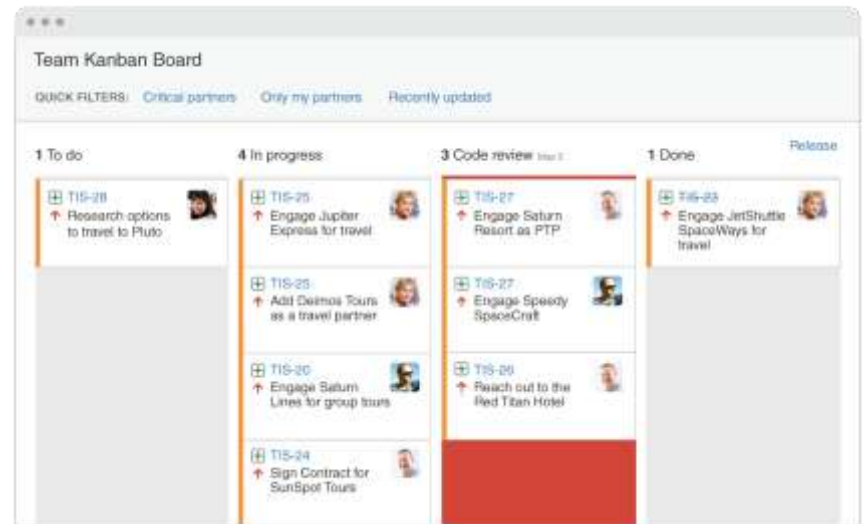 Team Kanban Board
QUICK FILTERS: Critical partners Only my partners Recently updated
Release
1 To do
4 In progress
3 Code review
1 Done
TIS-28
Research options
to travel to Pluto
TIS-25
Engage Jupiter
Express for travel
TIS-25
Add Deimos Tours
as a travel partner
TIS-20
Engage Saturn
Lines for group tours
TIS-24
Sign Contract for
SunSpot Tours
TIS-27
Engage Saturn
Resort as PTP
TIS-27
Engage Speedy
SpaceCraft
TIS-26
Reach out to the
Red Titan Hotel
TIS-23
Engage JetShuttle
SpaceWays for
travel